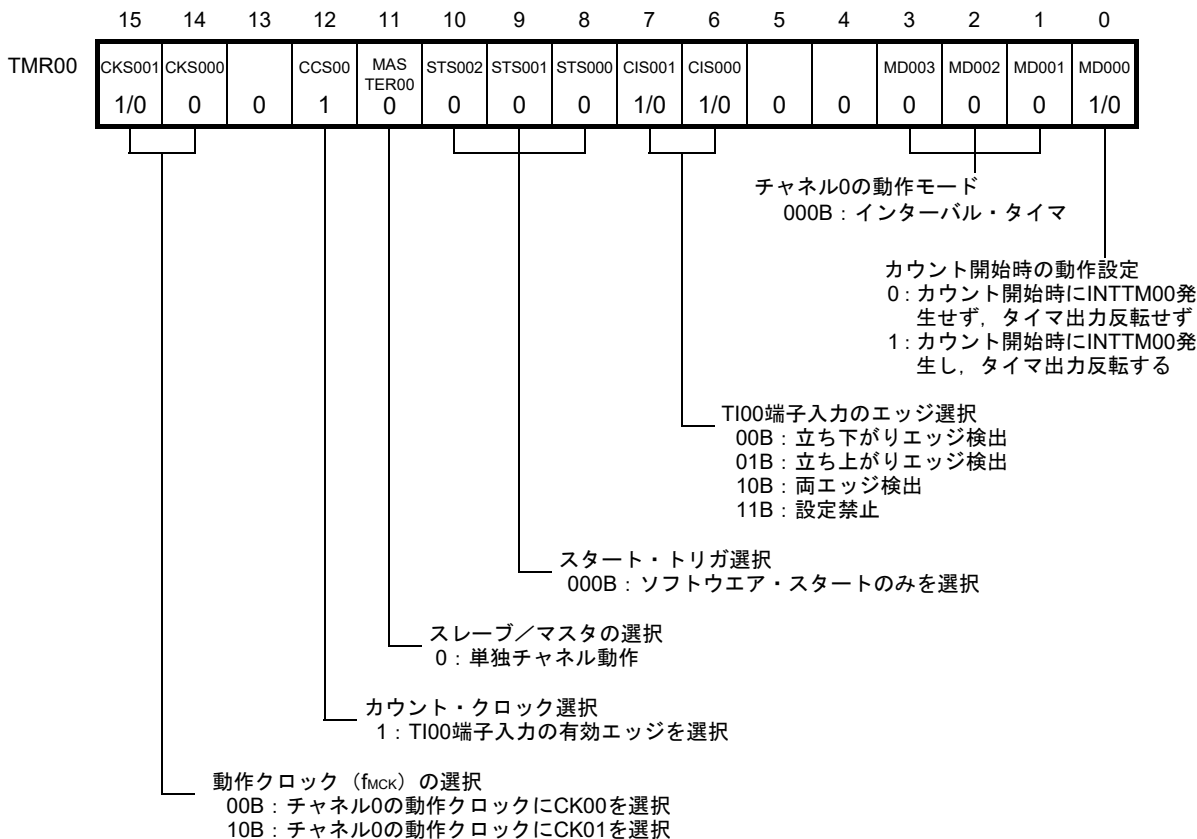 15 14 13 12 11 10 9 8 7 6 5 4 3 2 1 0
TMR00 CKS001 CKS000 CCS00 MAS STS002 STS001 STS000 CIS001 CIS000 MD003 MD002 MD001 MD000
TER00
1/0 0 0 1 0 0 0 0 1/0 1/0 0 0 0 0 0 1/0
チャネル0の動作モード
000B：インターバル・タイマ
カウント開始時の動作設定
0：カウント開始時にINTTM00発
生せず，タイマ出力反転せず
1：カウント開始時にINTTM00発
生し，タイマ出力反転する
TI00端子入力のエッジ選択
00B：立ち下がりエッジ検出
01B：立ち上がりエッジ検出
10B：両エッジ検出
11B：設定禁止
スタート・トリガ選択
000B：ソフトウエア・スタートのみを選択
スレーブ／マスタの選択
0：単独チャネル動作
カウント・クロック選択
1：TI00端子入力の有効エッジを選択
動作クロック（fMCK）の選択
00B：チャネル0の動作クロックにCK00を選択
10B：チャネル0の動作クロックにCK01を選択